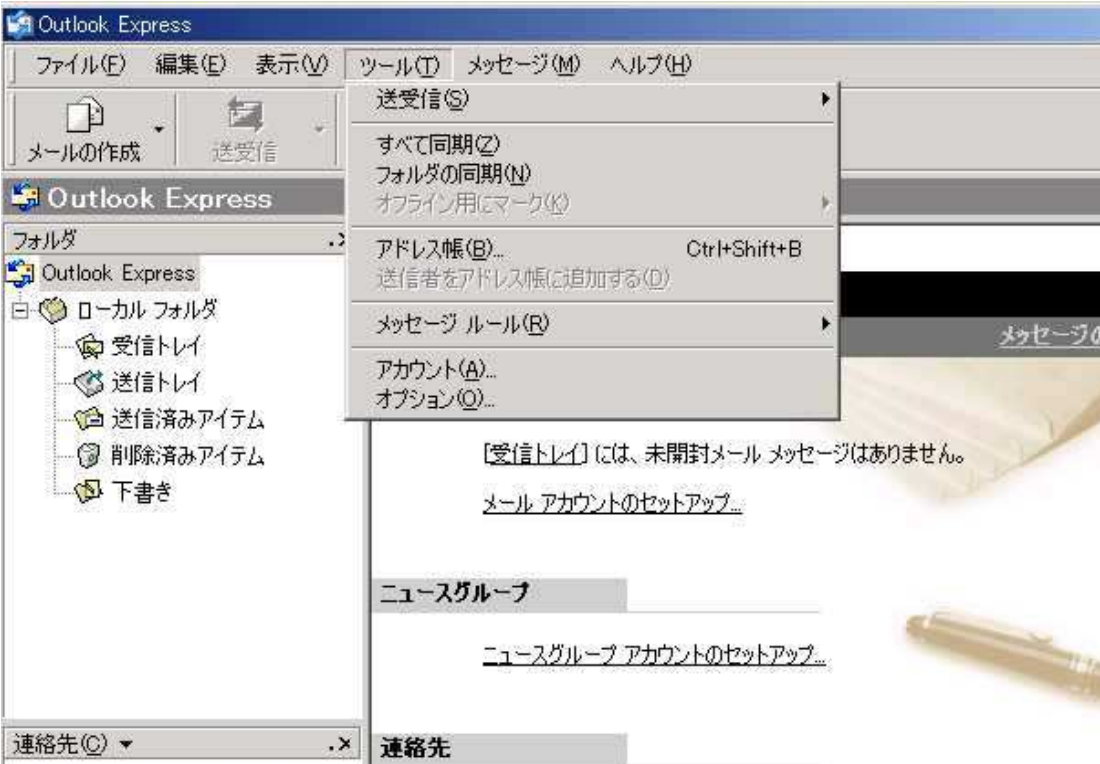 Outlook Express
ファイル(F) 編集(E) 表示(V) ツール(T) メッセージ(M) ヘルプ(H)
メールの作成 送受信
送受信(S)
すべて同期(Z)
フォルダの同期(N)
オフライン用にマーク(K)
アドレス帳(B)... Ctrl+Shift+B
送信者をアドレス帳に追加する(D)
メッセージ ルール(R)
アカウント(A)...
オプション(O)...
Outlook Express
フォルダ
Outlook Express
ローカル フォルダ
受信トレイ
送信トレイ
送信済みアイテム
削除済みアイテム
下書き
連絡先(C)
メッセージの
[受信トレイ] には、未開封メール メッセージはありません。
メール アカウントのセットアップ...
ニュースグループ
ニュースグループ アカウントのセットアップ...
連絡先